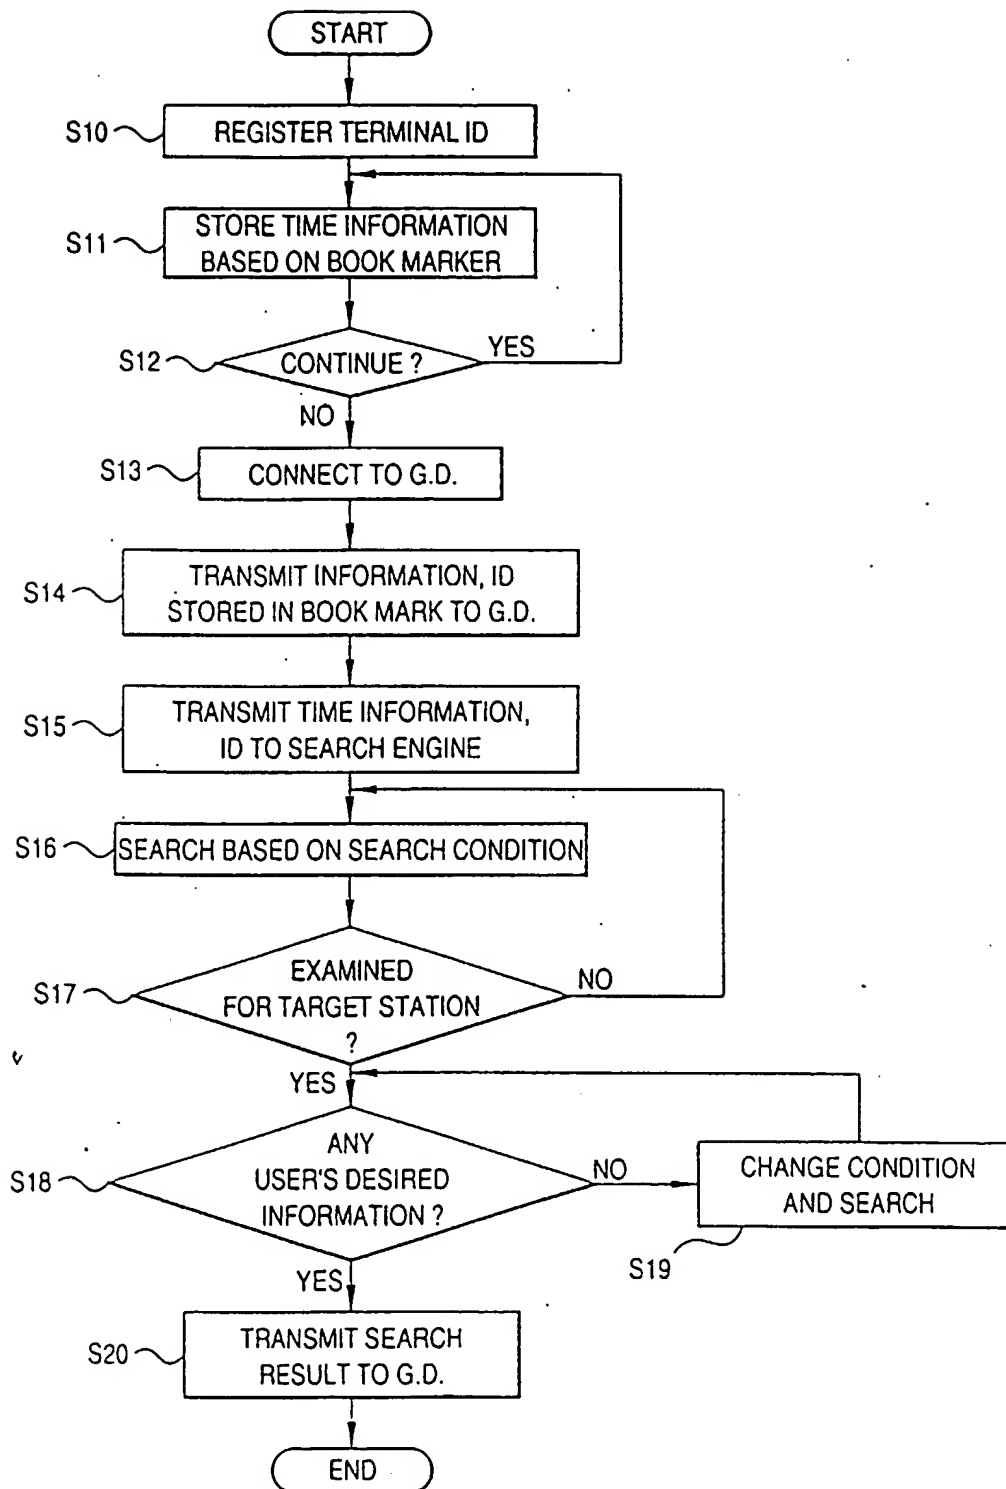 START
S10
REGISTER TERMINAL ID
S11
STORE TIME INFORMATION
BASED ON BOOK MARKER
S12
CONTINUE ?
YES
NO
S13
CONNECT TO G.D.
S14
TRANSMIT INFORMATION, ID
STORED IN BOOK MARK TO G.D.
S15
TRANSMIT TIME INFORMATION,
ID TO SEARCH ENGINE
S16
SEARCH BASED ON SEARCH CONDITION
S17
EXAMINED
FOR TARGET STATION
?
NO
YES
S18
ANY
USER'S DESIRED
INFORMATION ?
NO
CHANGE CONDITION
AND SEARCH
S19
YES
S20
TRANSMIT SEARCH
RESULT TO G.D.
END